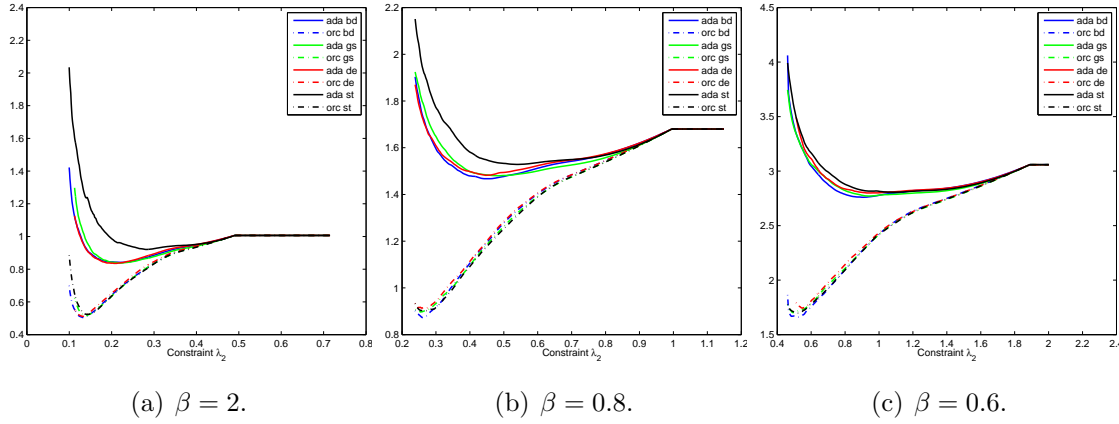 2.4
2.2
2
1.8
1.6
1.4
1.2
1
0.8
0.6
0.4
0 0.1 0.2 0.3 0.4 0.5 0.6 0.7 0.8
Constraint λ2
ada bd
orc bd
ada gs
orc gs
ada de
orc de
ada st
orc st
(a) β = 2.
2.2
2
1.8
1.6
1.4
1.2
1
0.8
0.2 0.3 0.4 0.5 0.6 0.7 0.8 0.9 1 1.1 1.2
Constraint λ2
ada bd
orc bd
ada gs
orc gs
ada de
orc de
ada st
orc st
(b) β = 0.8.
4.5
4
3.5
3
2.5
2
1.5
0.4 0.6 0.8 1 1.2 1.4 1.6 1.8 2 2.2 2.4
Constraint λ2
ada bd
orc bd
ada gs
orc gs
ada de
orc de
ada st
orc st
(c) β = 0.6.